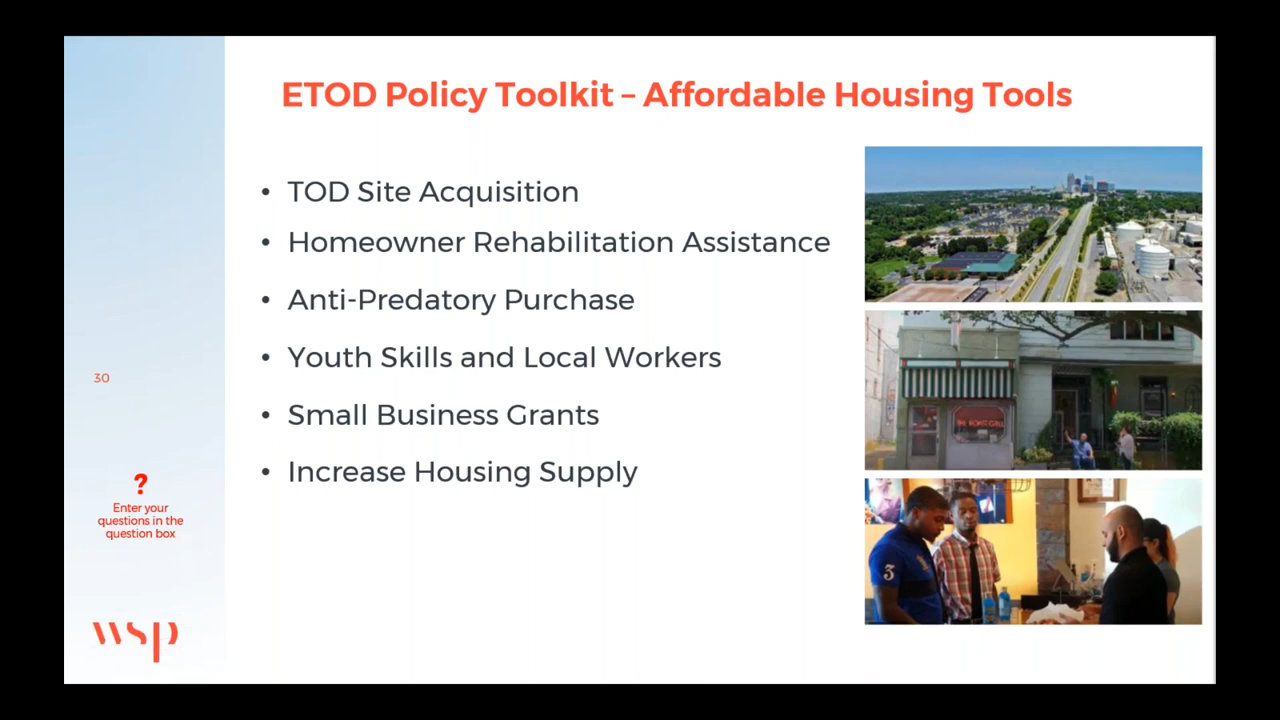 ETOD Policy Toolkit – Affordable Housing Tools
• TOD Site Acquisition
• Homeowner Rehabilitation Assistance
• Anti-Predatory Purchase
• Youth Skills and Local Workers
• Small Business Grants
• Increase Housing Supply
30
?
Enter your
questions in the
question box
wsp
3